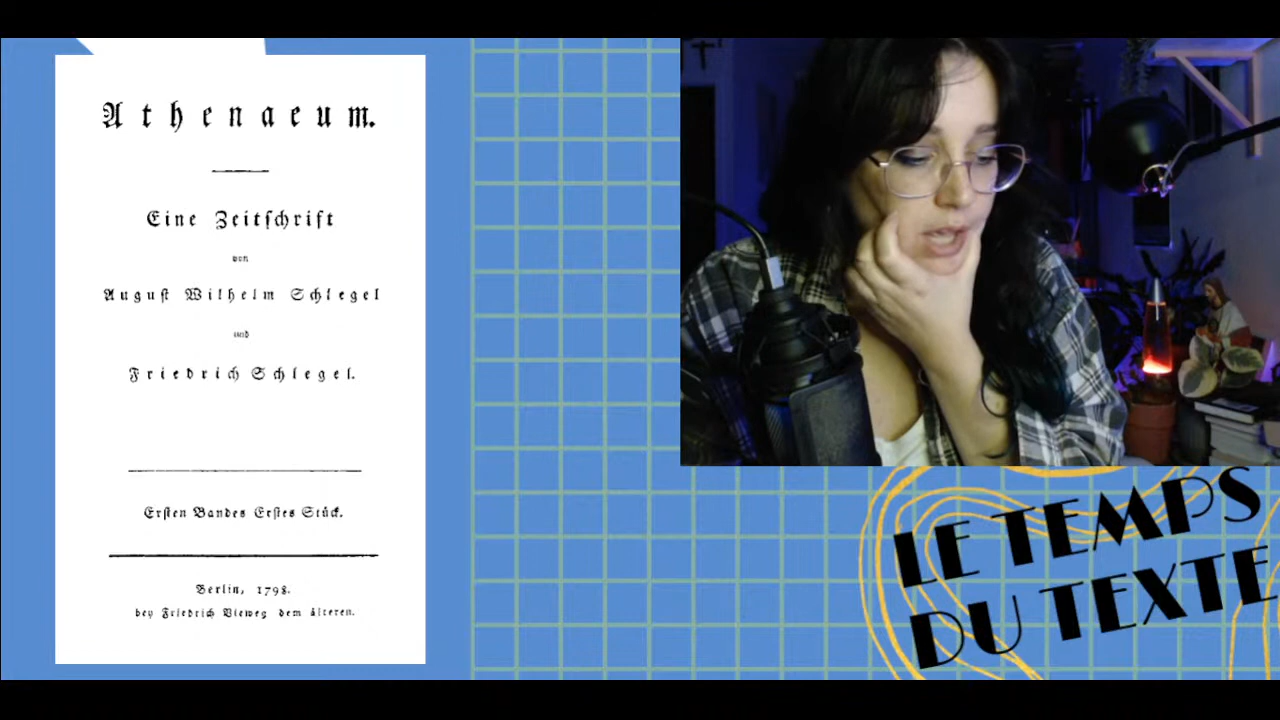 Athenaeum.
Eine Zeitſchrift
von
Auguſt Wilhelm Schlegel
und
Friedrich Schlegel.
Erſten Bandes Erſtes Stück.
Berlin, 1798.
bey Friedrich Vieweg dem älteren.
LE TEMPS
DU TEXTE